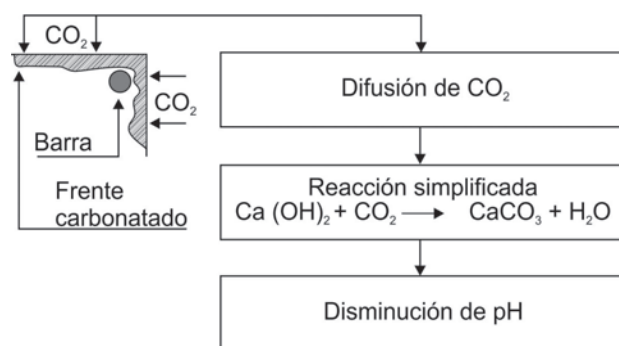 CO₂
CO₂
Barra
Frente
carbonatado
Difusión de CO₂
Reacción simplificada
Ca (OH)₂ + CO₂ → CaCO₃ + H₂O
Disminución de pH